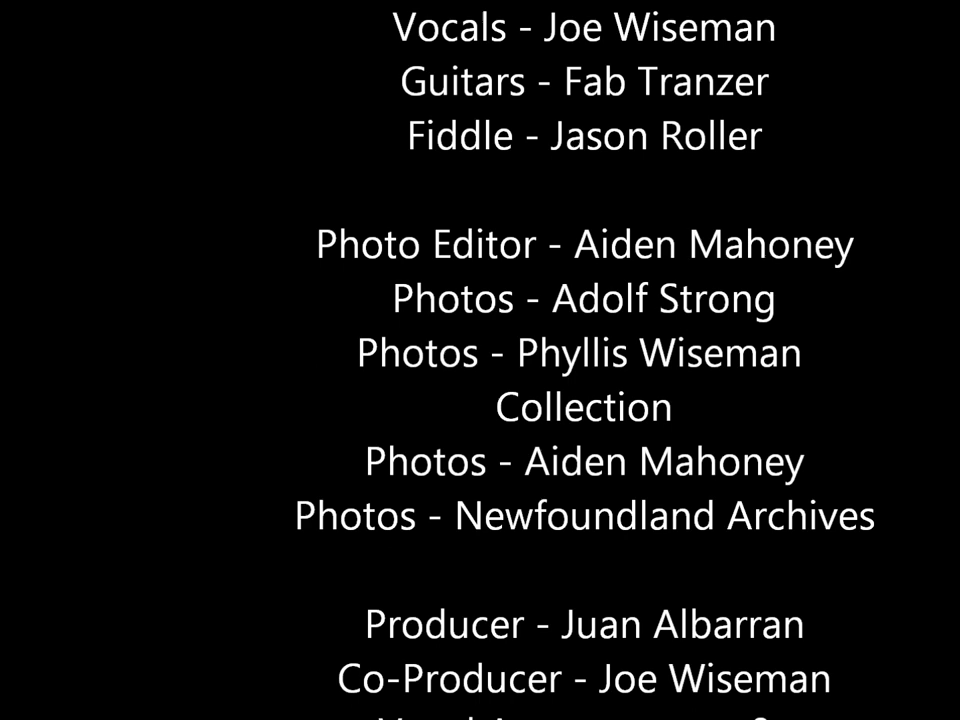 Vocals - Joe Wiseman
Guitars - Fab Tranzer
Fiddle - Jason Roller
Photo Editor - Aiden Mahoney
Photos - Adolf Strong
Photos - Phyllis Wiseman
Collection
Photos - Aiden Mahoney
Photos - Newfoundland Archives
Producer - Juan Albarran
Co-Producer - Joe Wiseman